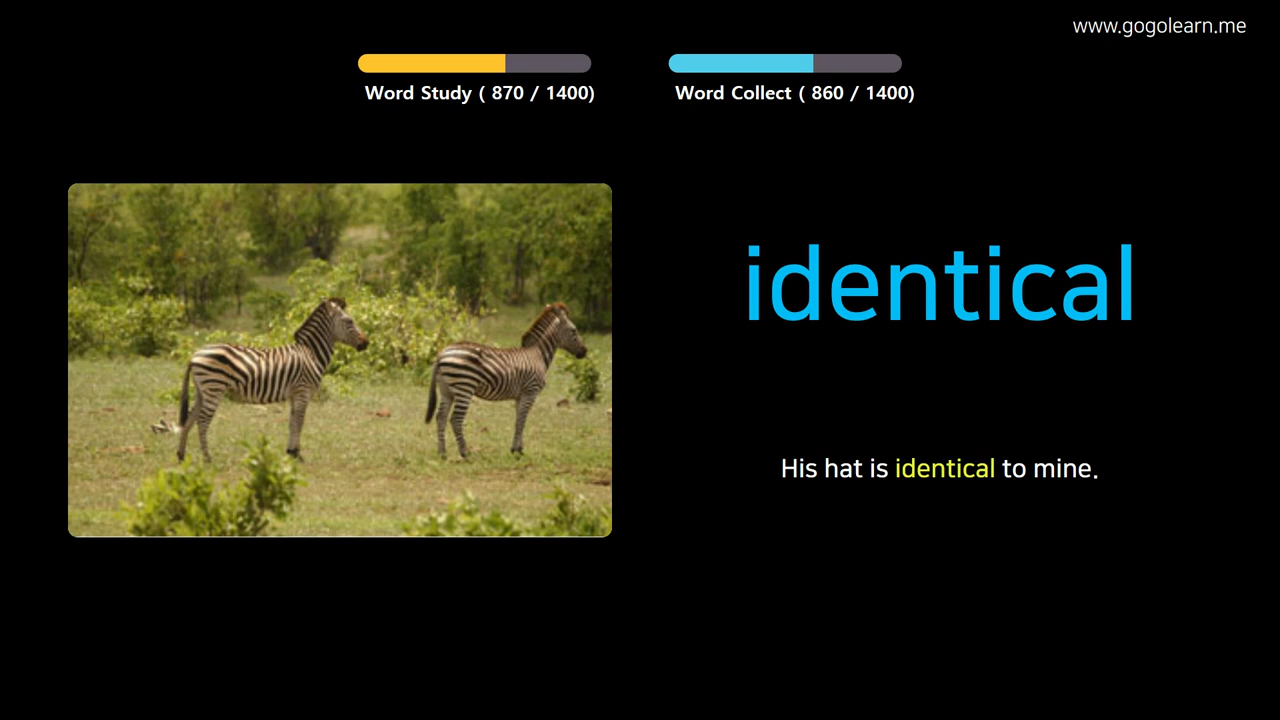 www.gogolearn.me
Word Study ( 870 / 1400)
Word Collect ( 860 / 1400)
identical
His hat is identical to mine.